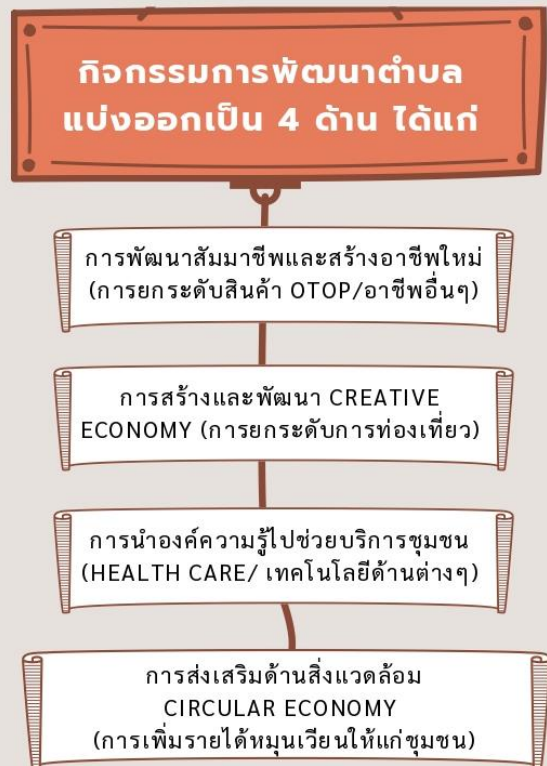 กิจกรรมการพัฒนาตำบล
แบ่งออกเป็น 4 ด้าน ได้แก่
การพัฒนาสัมมาชีพและสร้างอาชีพใหม่
(การยกระดับสินค้า OTOP/อาชีพอื่นๆ)
การสร้างและพัฒนา CREATIVE
ECONOMY (การยกระดับการท่องเที่ยว)
การนำองค์ความรู้ไปช่วยบริการชุมชน
(HEALTH CARE/ เทคโนโลยีด้านต่างๆ)
การส่งเสริมด้านสิ่งแวดล้อม
CIRCULAR ECONOMY
(การเพิ่มรายได้หมุนเวียนให้แก่ชุมชน)